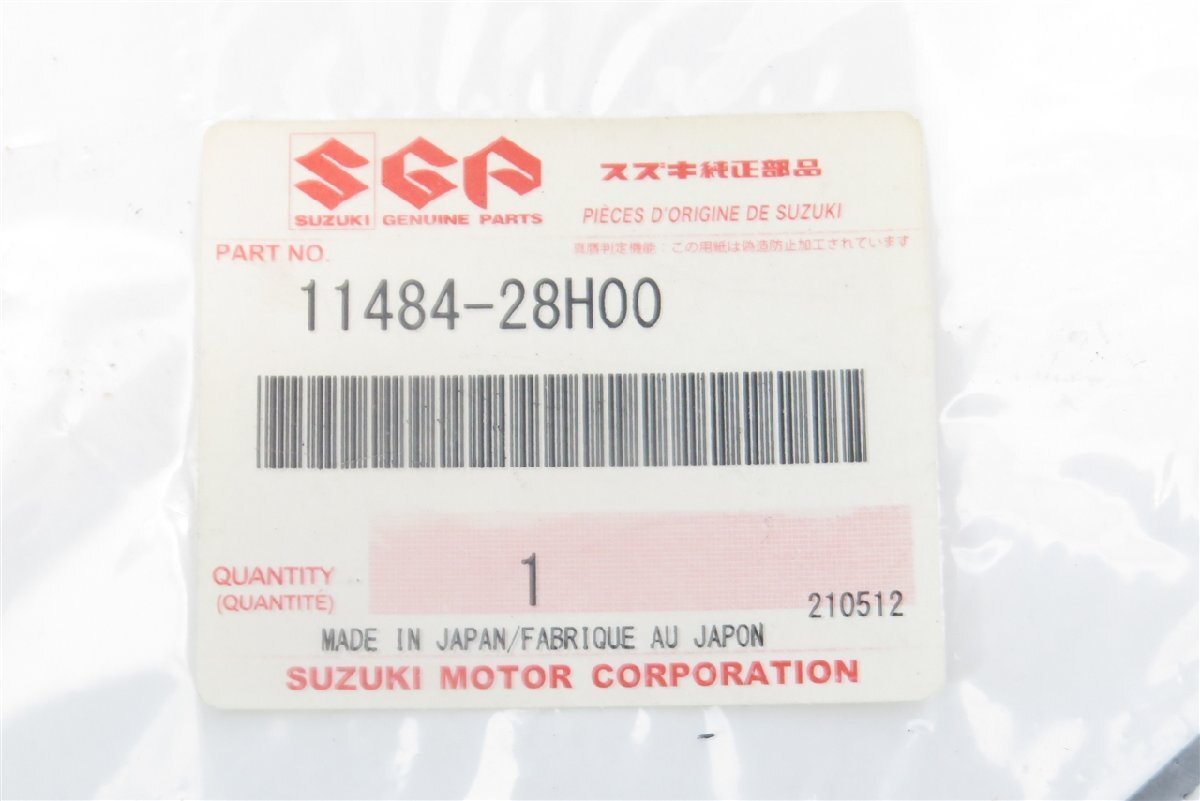 SGP スズキ純正部品
SUZUKI GENUINE PARTS PIÈCES D'ORIGINE DE SUZUKI
PART NO. 真贋判定機能：この用紙は偽造防止加工されています
11484-28H00
QUANTITY 1
(QUANTITÉ) 210512
MADE IN JAPAN/FABRIQUE AU JAPON
SUZUKI MOTOR CORPORATION